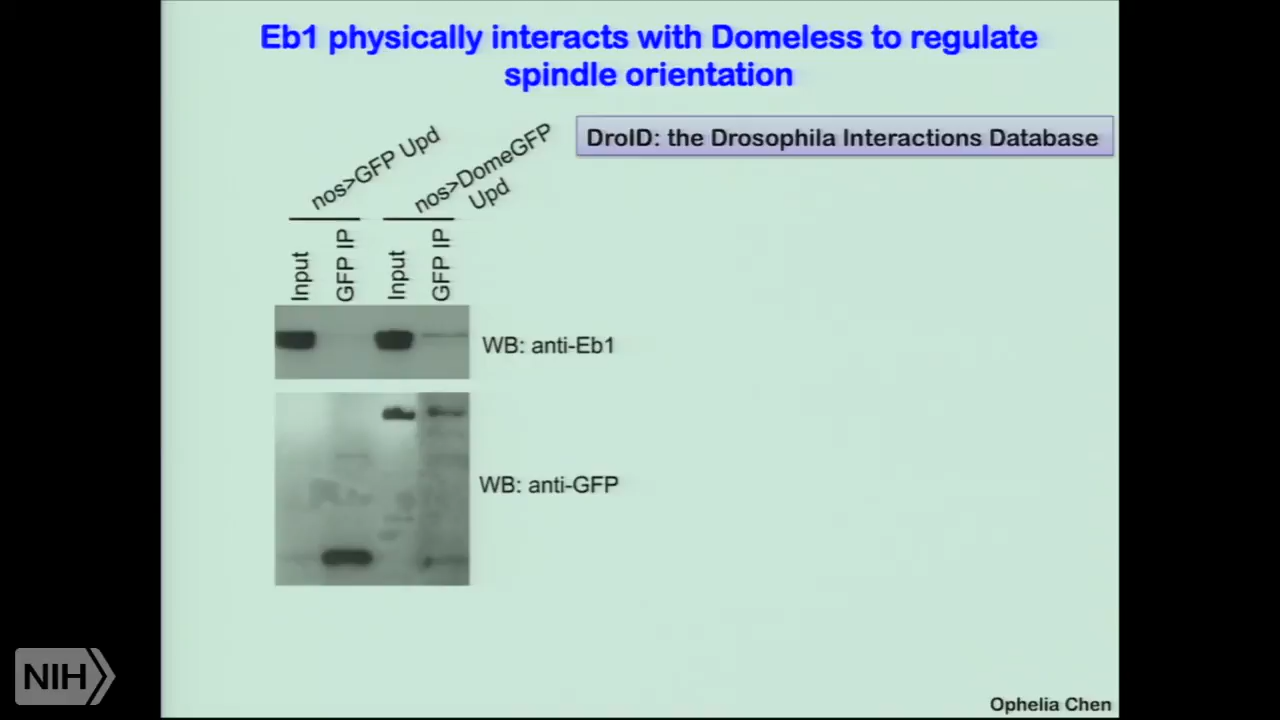 Eb1 physically interacts with Domeless to regulate
spindle orientation
DroID: the Drosophila Interactions Database
nos>GFP Upd
nos>DomeGFP
Upd
Input
GFP IP
Input
GFP IP
WB: anti-Eb1
WB: anti-GFP
NIH
Ophelia Chen